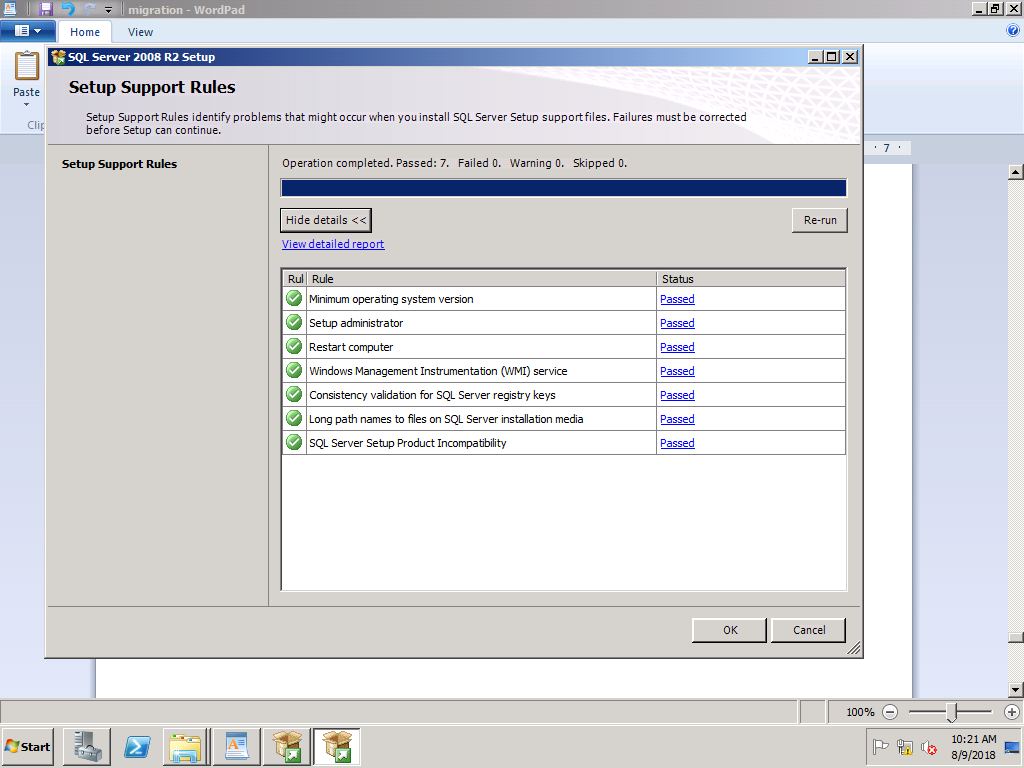 migration - WordPad
Home
View
SQL Server 2008 R2 Setup
Paste
Setup Support Rules
Setup Support Rules identify problems that might occur when you install SQL Server Setup support files. Failures must be corrected
before Setup can continue.
7
Setup Support Rules
Operation completed. Passed: 7. Failed 0. Warning 0. Skipped 0.
Hide details <<
Re-run
View detailed report
Rul Rule Status
Minimum operating system version Passed
Setup administrator Passed
Restart computer Passed
Windows Management Instrumentation (WMI) service Passed
Consistency validation for SQL Server registry keys Passed
Long path names to files on SQL Server installation media Passed
SQL Server Setup Product Incompatibility Passed
OK
Cancel
100%
Start
10:21 AM
8/9/2018